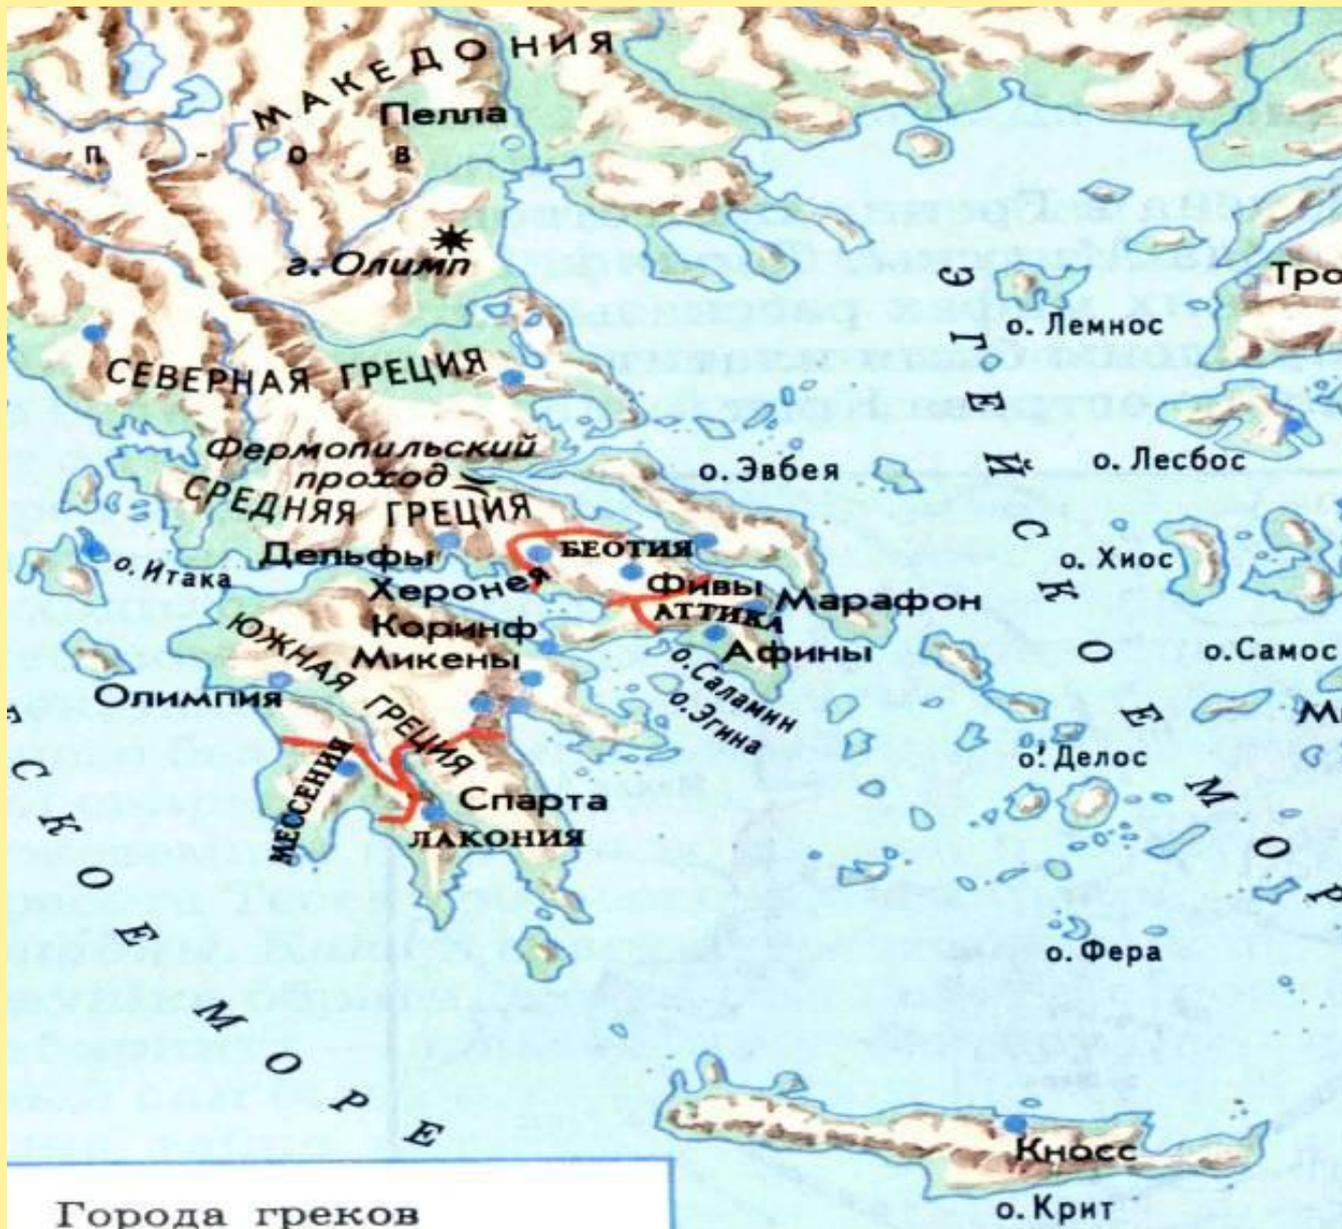 МАКЕДОНИЯ
Пелла
П - О В
г. Олимп
ЭГЕЙСКОЕ МОР
Тро
о. Лемнос
СЕВЕРНАЯ ГРЕЦИЯ
Фермопильский
проход
о. Эвбея
о. Лесбос
СРЕДНЯЯ ГРЕЦИЯ
Дельфы
БЕОТИЯ
о. Хиос
о. Итака
Херонея
Фивы
Марафон
АТТИКА
ЮЖНАЯ ГРЕЦИЯ
Коринф
Микены
Афины
о. Саламин
о. Эгина
о. Самос
Олимпия
М
о. Делос
МЕССЕНИЯ
Спарта
ЛАКОНИЯ
ЕСКОЕ МОРЕ
о. Фера
Кносс
о. Крит
Города греков